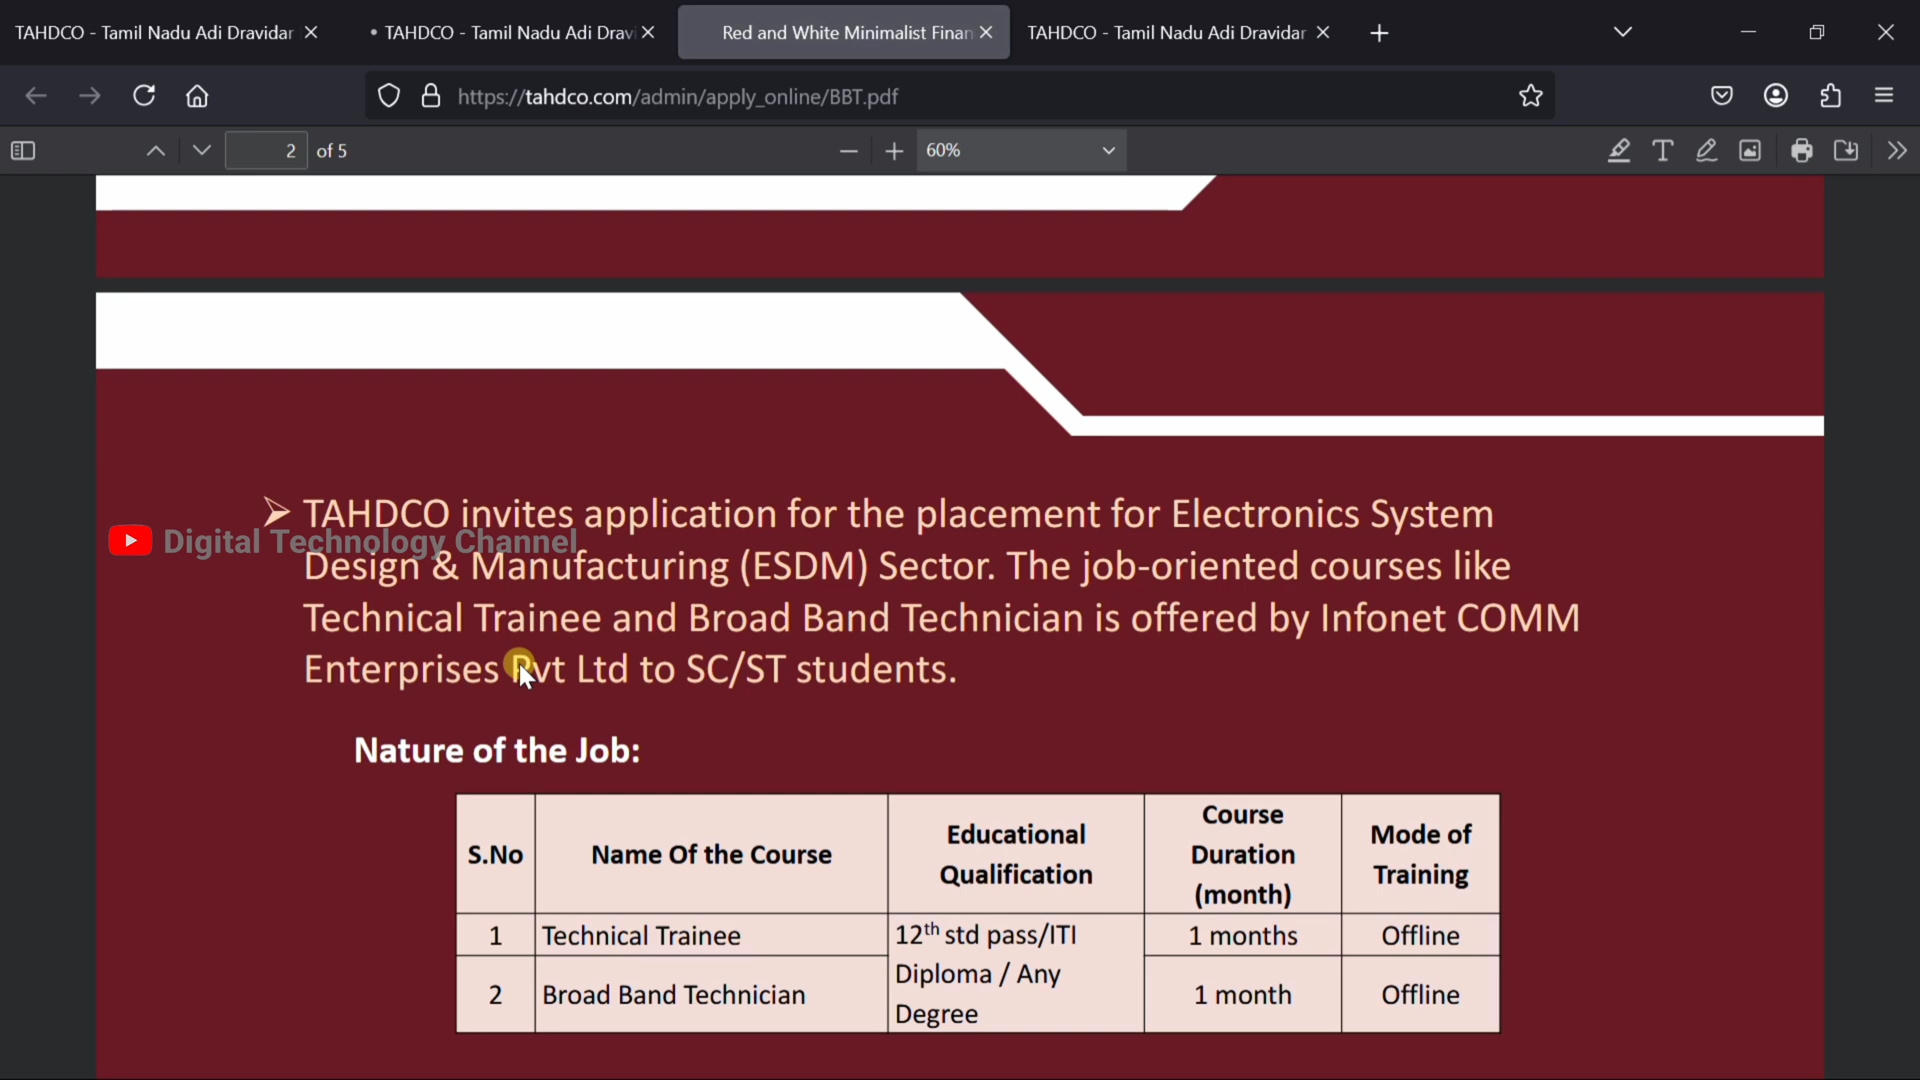 TAHDCO - Tamil Nadu Adi Dravidar
TAHDCO - Tamil Nadu Adi Dravi
Red and White Minimalist Finan
TAHDCO - Tamil Nadu Adi Dravidar
https://tahdco.com/admin/apply_online/BBT.pdf
2 of 5
60%
➢ TAHDCO invites application for the placement for Electronics System
Digital Technology Channel
Design & Manufacturing (ESDM) Sector. The job-oriented courses like
Technical Trainee and Broad Band Technician is offered by Infonet COMM
Enterprises Pvt Ltd to SC/ST students.
Nature of the Job:
S.No Name Of the Course Educational Qualification Course Duration (month) Mode of Training
1 Technical Trainee 12th std pass/ITI 1 months Offline
Diploma / Any
2 Broad Band Technician 1 month Offline
Degree